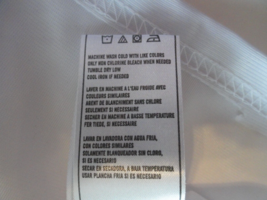 MACHINE WASH COLD WITH LIKE COLORS
ONLY NON CHLORINE BLEACH WHEN NEEDED
TUMBLE DRY LOW
COOL IRON IF NEEDED
LAVER EN MACHINE A L'EAU FROIDE AVEC
COULEURS SIMILAIRES
AGENT DE BLANCHIMENT SANS CHLORE
SEULEMENT SI NECESSAIRE
SECHER EN MACHINE A BASSE TEMPERATURE
FER TIEDE, SI NECESSAIRE
LAVAR EN LAVADORA CON AGUA FRIA,
CON COLORES SIMILARES
SOLAMENTE BLANQUEADOR SIN CLORO,
SI ES NECESARIO
SECAR EN SECADORA, A BAJA TEMPERATURA
USAR PLANCHA FRIA SI ES NECESARIO